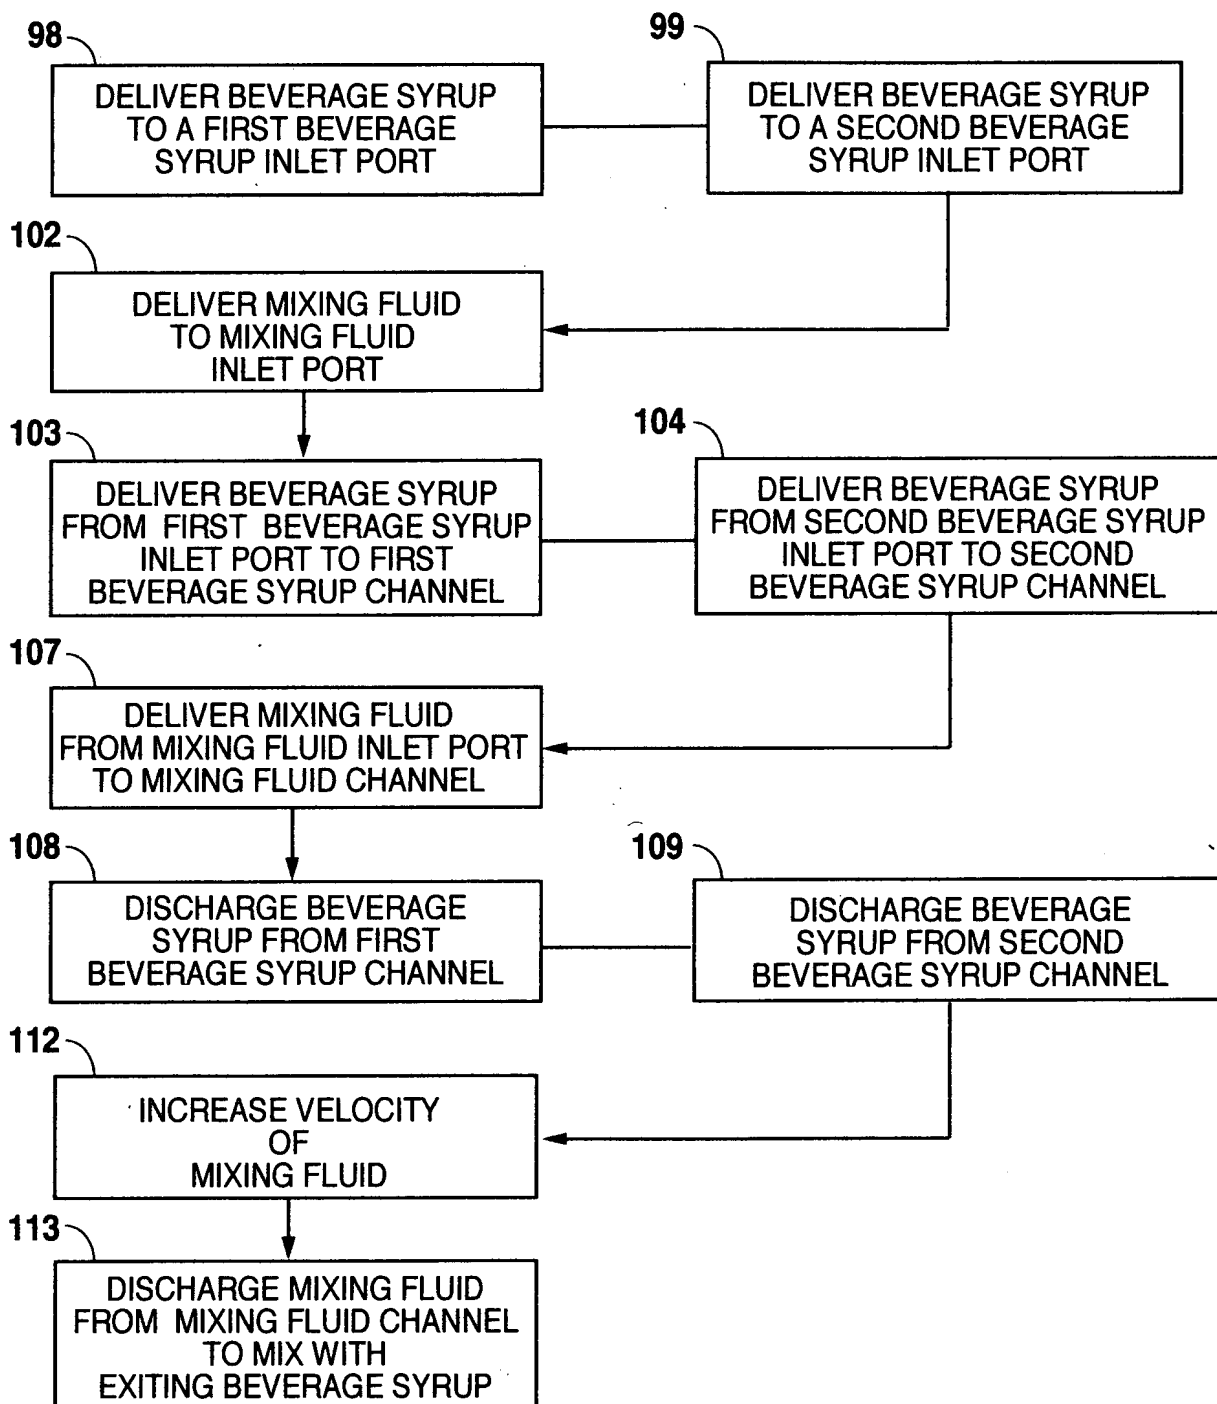 98
DELIVER BEVERAGE SYRUP
TO A FIRST BEVERAGE
SYRUP INLET PORT
99
DELIVER BEVERAGE SYRUP
TO A SECOND BEVERAGE
SYRUP INLET PORT
102
DELIVER MIXING FLUID
TO MIXING FLUID
INLET PORT
103
DELIVER BEVERAGE SYRUP
FROM FIRST BEVERAGE SYRUP
INLET PORT TO FIRST
BEVERAGE SYRUP CHANNEL
104
DELIVER BEVERAGE SYRUP
FROM SECOND BEVERAGE SYRUP
INLET PORT TO SECOND
BEVERAGE SYRUP CHANNEL
107
DELIVER MIXING FLUID
FROM MIXING FLUID INLET PORT
TO MIXING FLUID CHANNEL
108
DISCHARGE BEVERAGE
SYRUP FROM FIRST
BEVERAGE SYRUP CHANNEL
109
DISCHARGE BEVERAGE
SYRUP FROM SECOND
BEVERAGE SYRUP CHANNEL
112
INCREASE VELOCITY
OF
MIXING FLUID
113
DISCHARGE MIXING FLUID
FROM MIXING FLUID CHANNEL
TO MIX WITH
EXITING BEVERAGE SYRUP